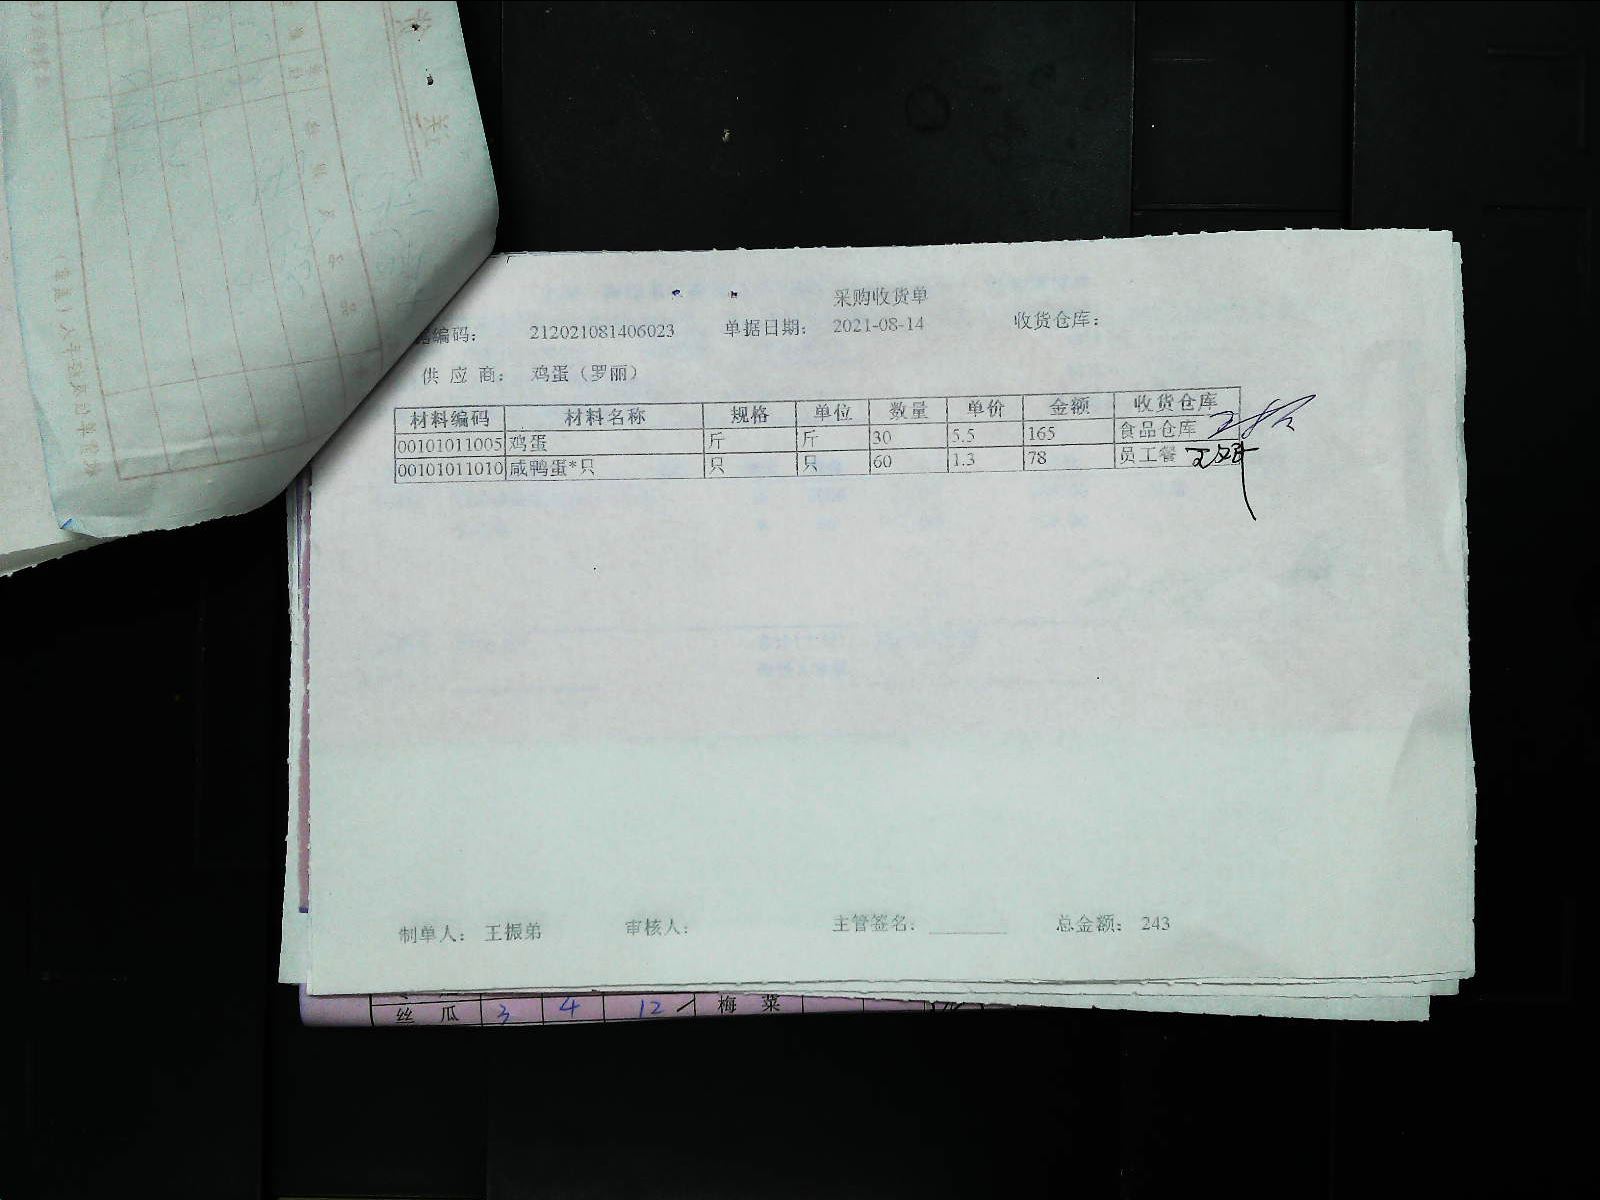 采购收货单
编码： 212021081406023 单据日期： 2021-08-14 收货仓库：
供 应 商： 鸡蛋（罗丽）
材料编码 材料名称 规格 单位 数量 单价 金额 收货仓库
00101011005 鸡蛋 斤 斤 30 5.5 165 食品仓库
00101011010 咸鸭蛋*只 只 只 60 1.3 78 员工餐
制单人： 王振弟 审核人： 主管签名： 总金额： 243
丝 瓜 3 4 12 梅 菜